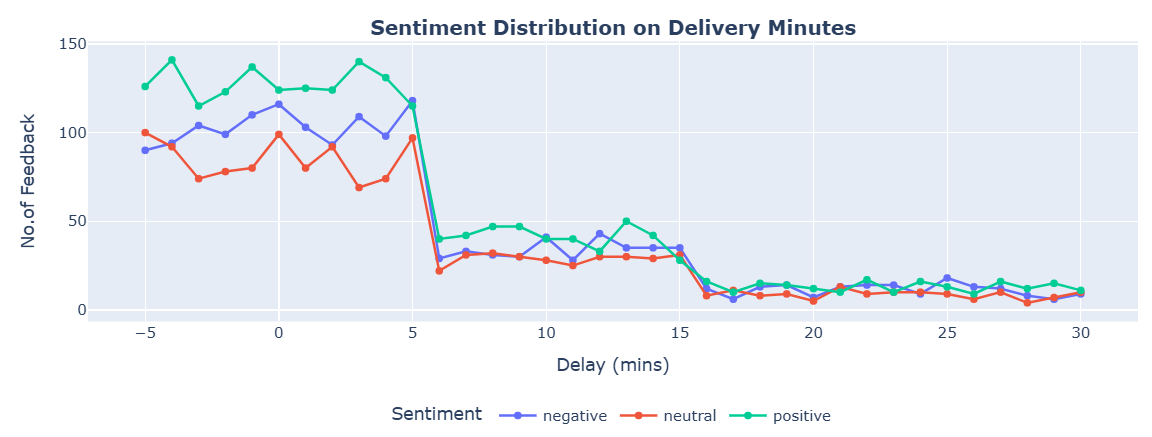 Sentiment Distribution on Delivery Minutes
150
100
50
0
No.of Feedback
−5 0 5 10 15 20 25 30
Delay (mins)
Sentiment negative neutral positive